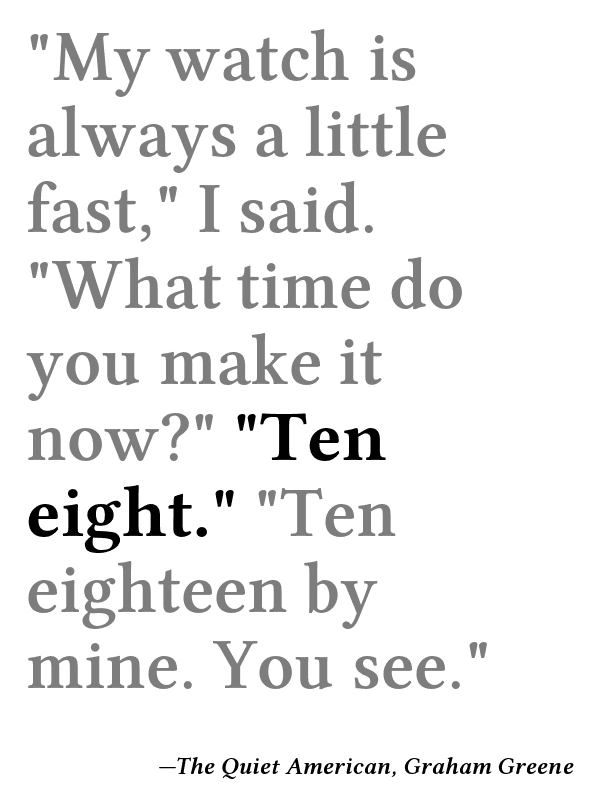 "My watch is
always a little
fast," I said.
"What time do
you make it
now?" "Ten
eight." "Ten
eighteen by
mine. You see."
—The Quiet American, Graham Greene